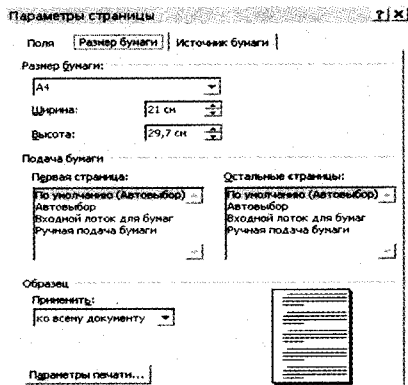 Параметры страницы ? ×
Поля Размер бумаги Источник бумаги
Размер бумаги:
A4
Ширина: 21 см
Высота: 29,7 см
Подача бумаги
Первая страница: Остальные страницы:
По умолчанию (Автовыбор) По умолчанию (Автовыбор)
Автовыбор Автовыбор
Входной лоток для бумаг Входной лоток для бумаг
Ручная подача бумаги Ручная подача бумаги
Образец
Применить:
ко всему документу
Параметры печати...